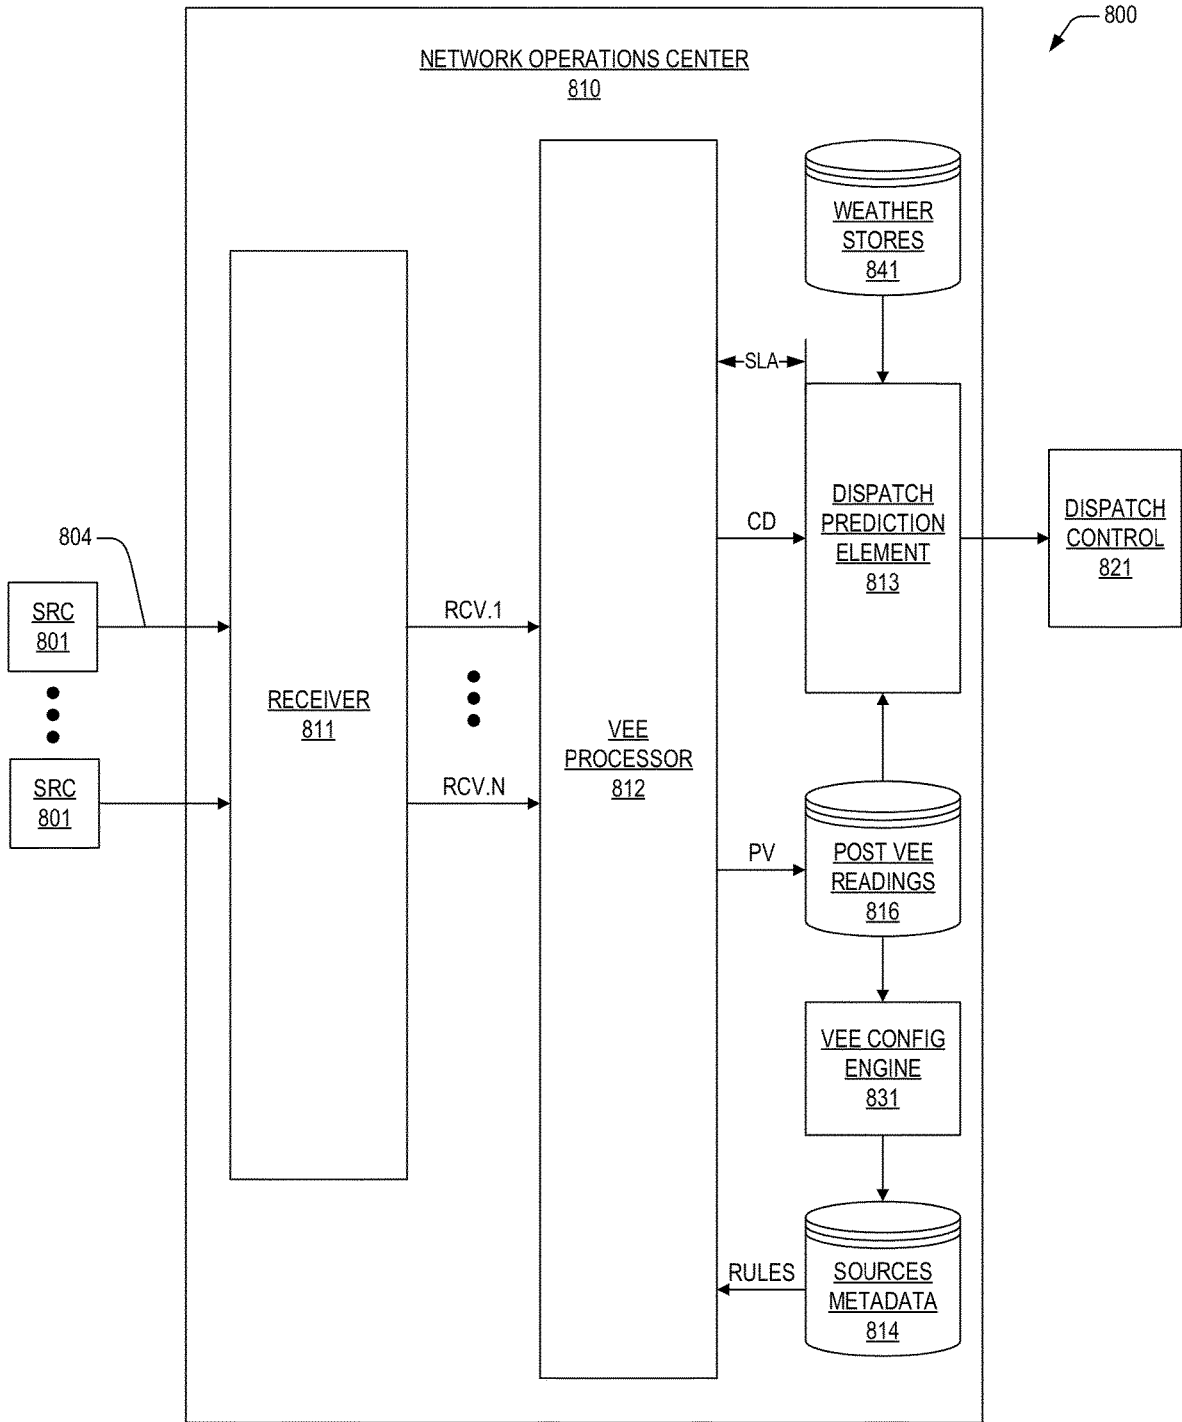 800
NETWORK OPERATIONS CENTER
810
WEATHER
STORES
841
SLA
DISPATCH
PREDICTION
ELEMENT
813
CD
DISPATCH
CONTROL
821
804
SRC
801
SRC
801
RECEIVER
811
RCV.1
RCV.N
VEE
PROCESSOR
812
PV
POST VEE
READINGS
816
VEE CONFIG
ENGINE
831
RULES
SOURCES
METADATA
814